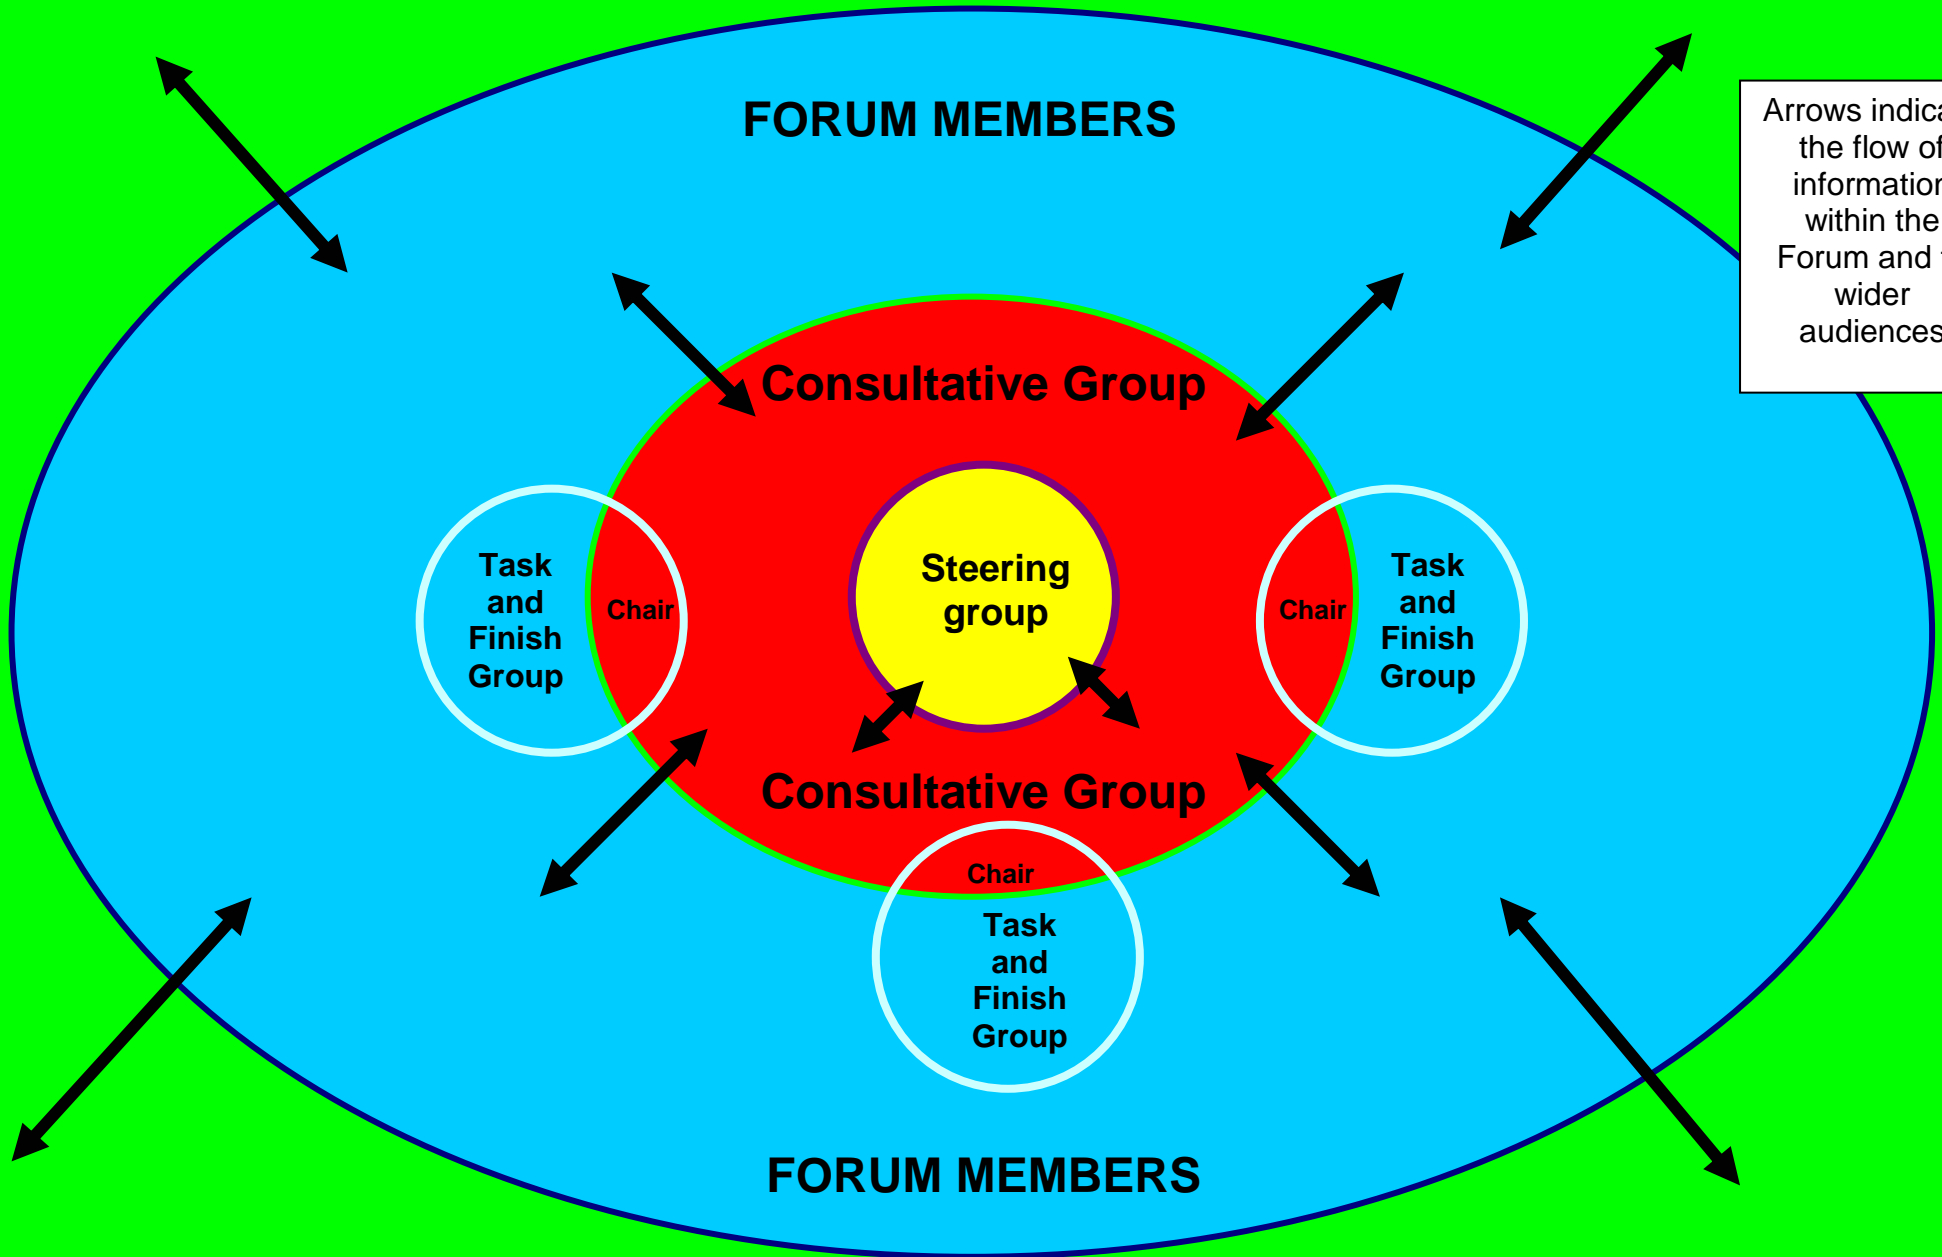 FORUM MEMBERS
Arrows
the flow of
information
within the
Forum and
wider
audiences
Consultative Group
Steering
group
Task
and
Finish
Group
Chair
Chair
Task
and
Finish
Group
Consultative Group
Chair
Task
and
Finish
Group
FORUM MEMBERS